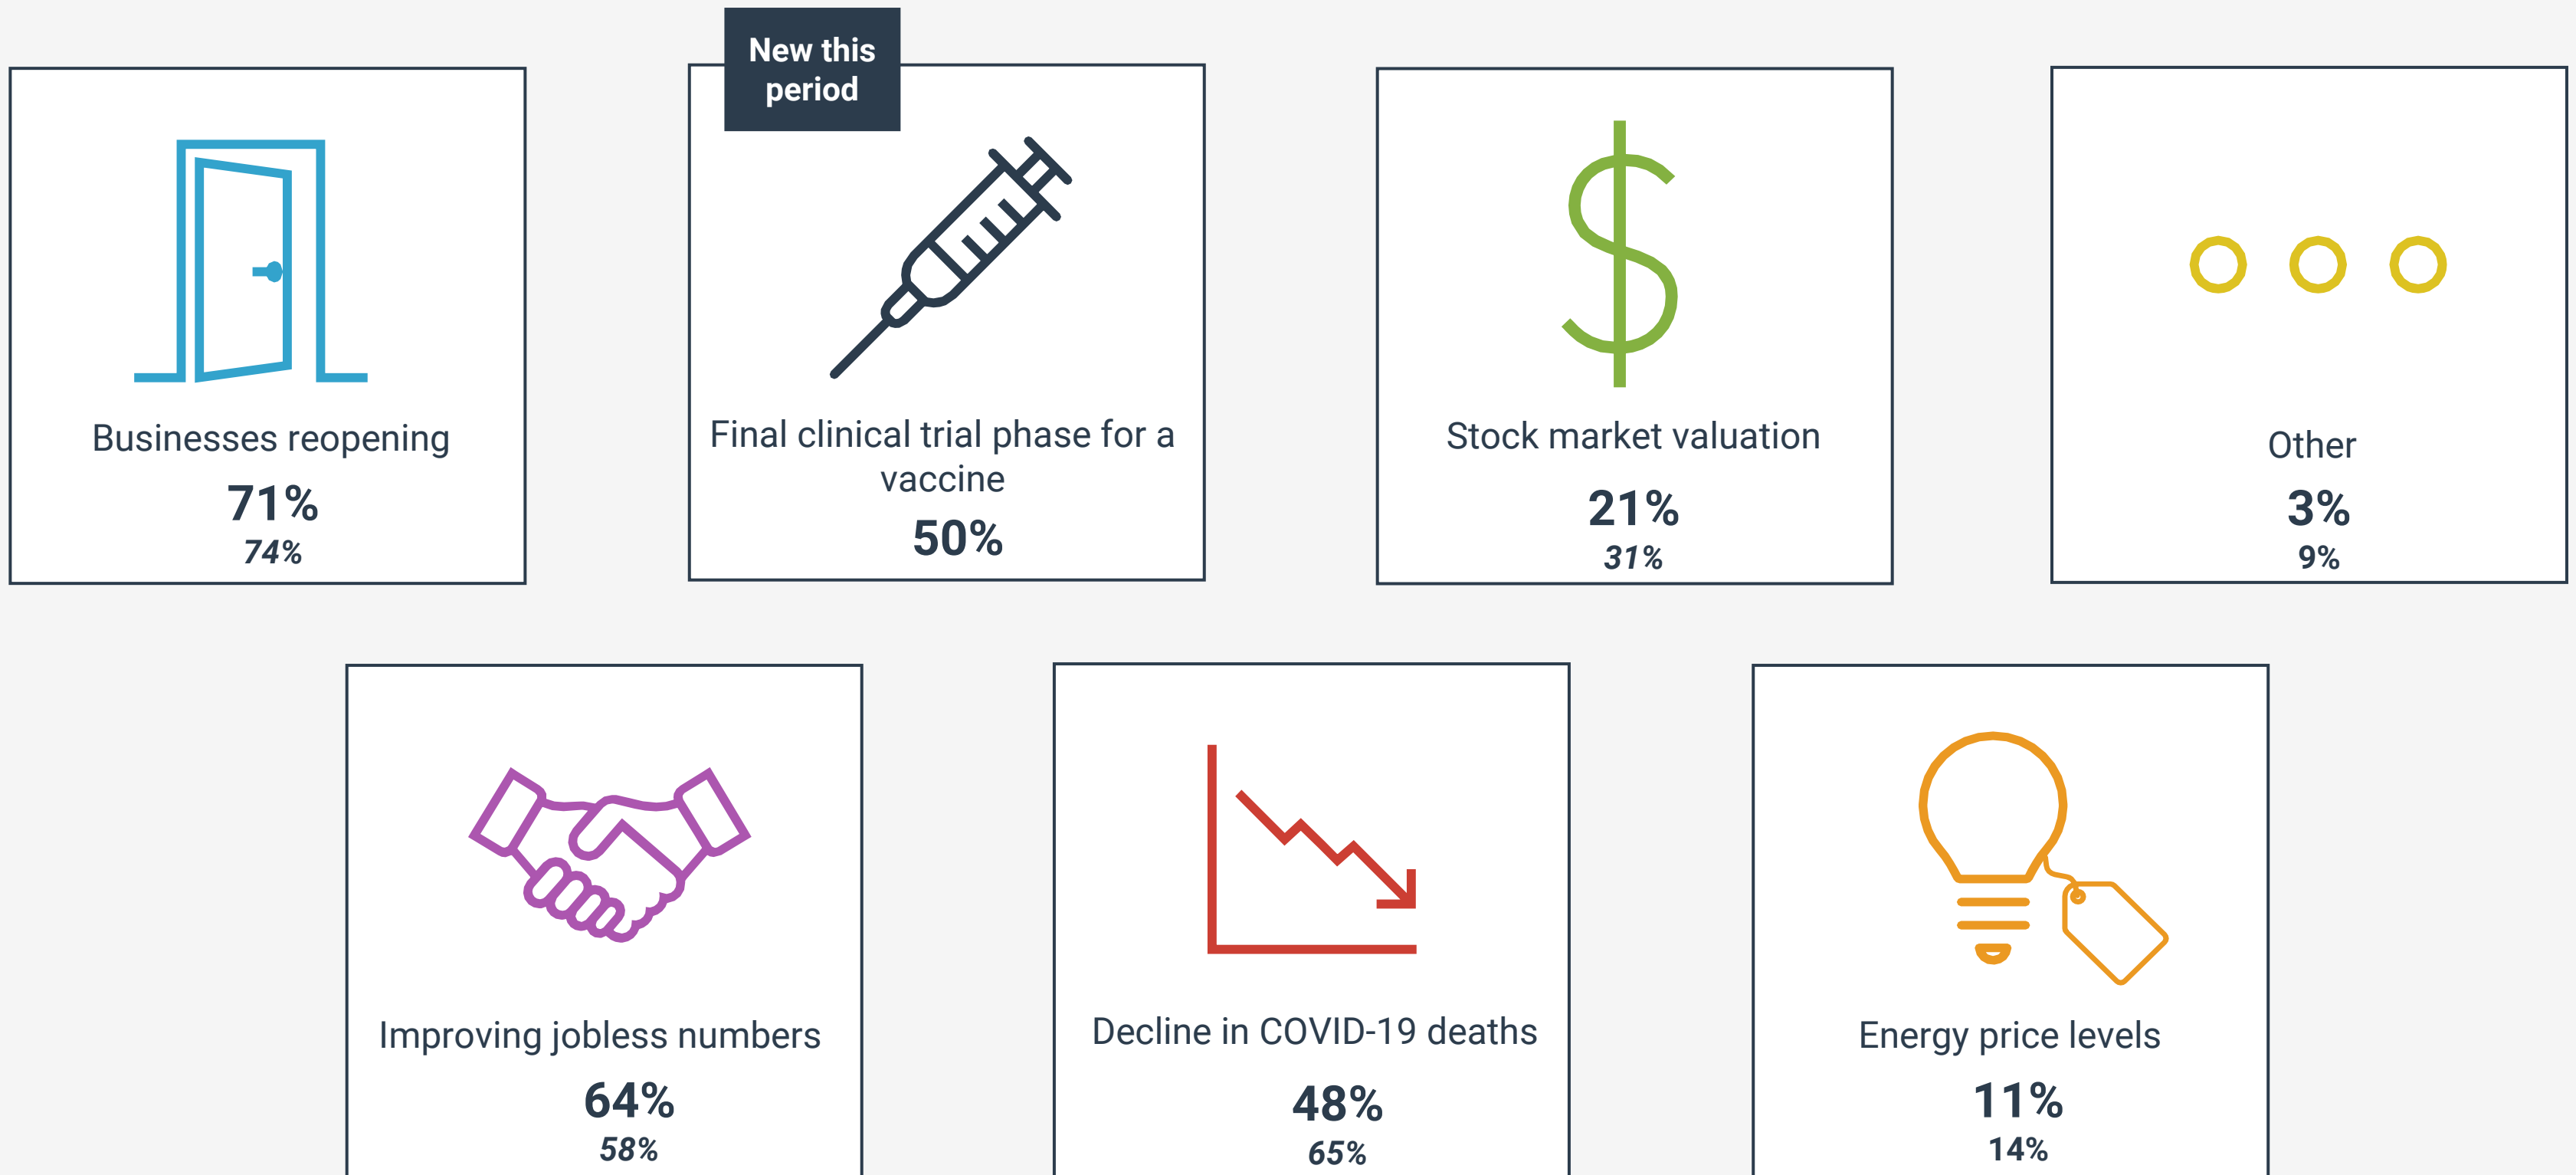 New this
period
Businesses reopening
71%
74%
Final clinical trial phase for a
vaccine
50%
Stock market valuation
21%
31%
Other
3%
9%
Improving jobless numbers
64%
58%
Decline in COVID-19 deaths
48%
65%
Energy price levels
11%
14%